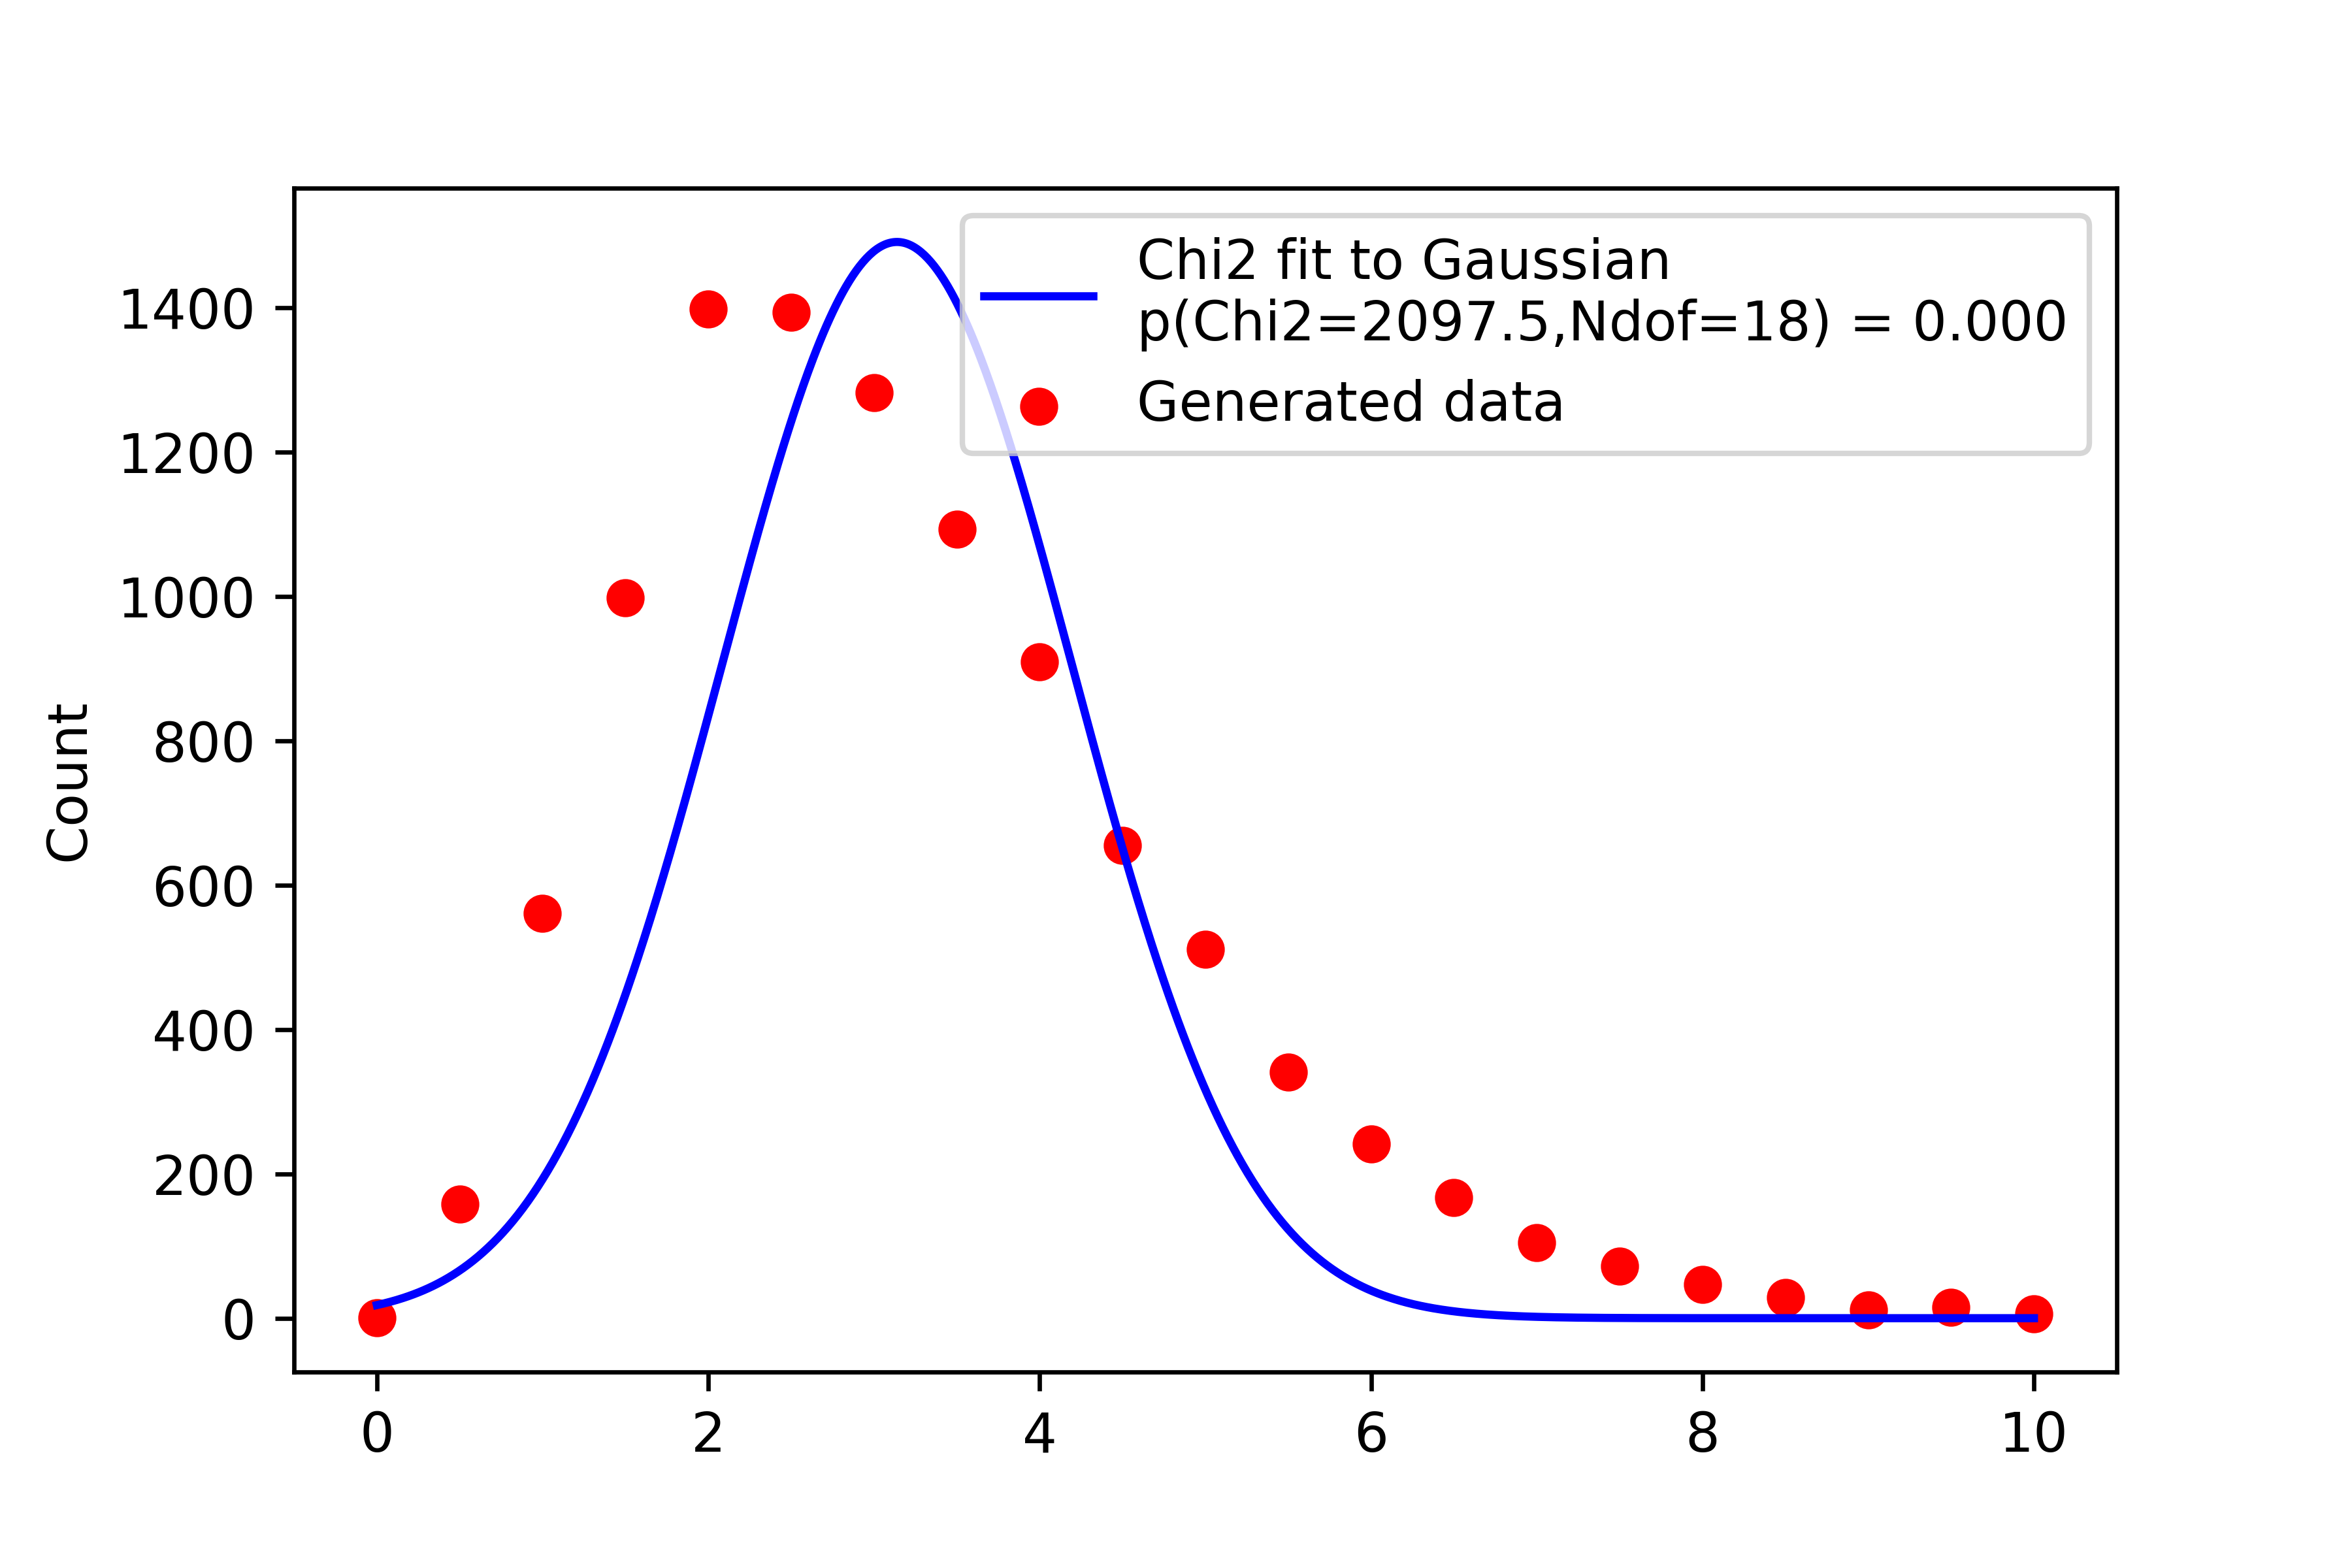 Chi2 fit to Gaussian
p(Chi2=2097.5,Ndof=18) = 0.000
Generated data
1400
1200
1000
800
600
400
200
0
Count
0 2 4 6 8 10